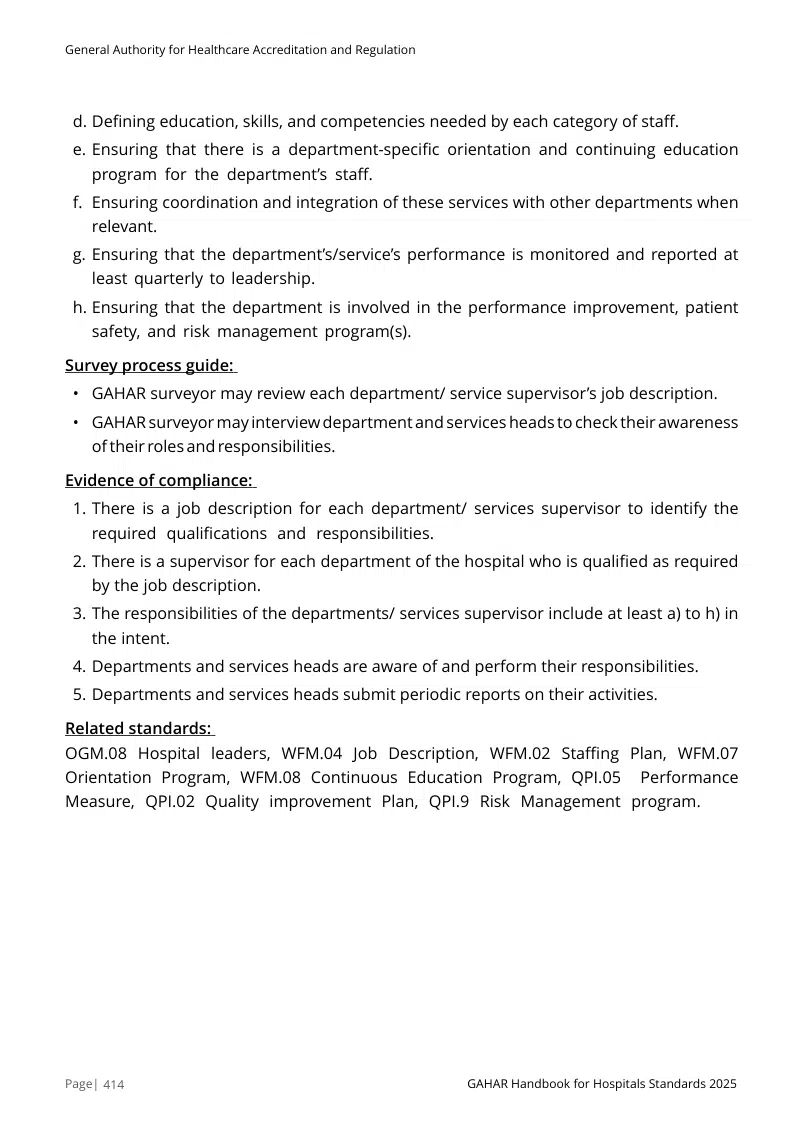 General Authority for Healthcare Accreditation and Regulation
d. Defining education, skills, and competencies needed by each category of staff.
e. Ensuring that there is a department-specific orientation and continuing education
program for the department’s staff.
f. Ensuring coordination and integration of these services with other departments when
relevant.
g. Ensuring that the department’s/service’s performance is monitored and reported at
least quarterly to leadership.
h. Ensuring that the department is involved in the performance improvement, patient
safety, and risk management program(s).
Survey process guide:
• GAHAR surveyor may review each department/ service supervisor’s job description.
• GAHAR surveyor may interview department and services heads to check their awareness
of their roles and responsibilities.
Evidence of compliance:
1. There is a job description for each department/ services supervisor to identify the
required qualifications and responsibilities.
2. There is a supervisor for each department of the hospital who is qualified as required
by the job description.
3. The responsibilities of the departments/ services supervisor include at least a) to h) in
the intent.
4. Departments and services heads are aware of and perform their responsibilities.
5. Departments and services heads submit periodic reports on their activities.
Related standards:
OGM.08 Hospital leaders, WFM.04 Job Description, WFM.02 Staffing Plan, WFM.07
Orientation Program, WFM.08 Continuous Education Program, QPI.05 Performance
Measure, QPI.02 Quality improvement Plan, QPI.9 Risk Management program.
Page| 414
GAHAR Handbook for Hospitals Standards 2025